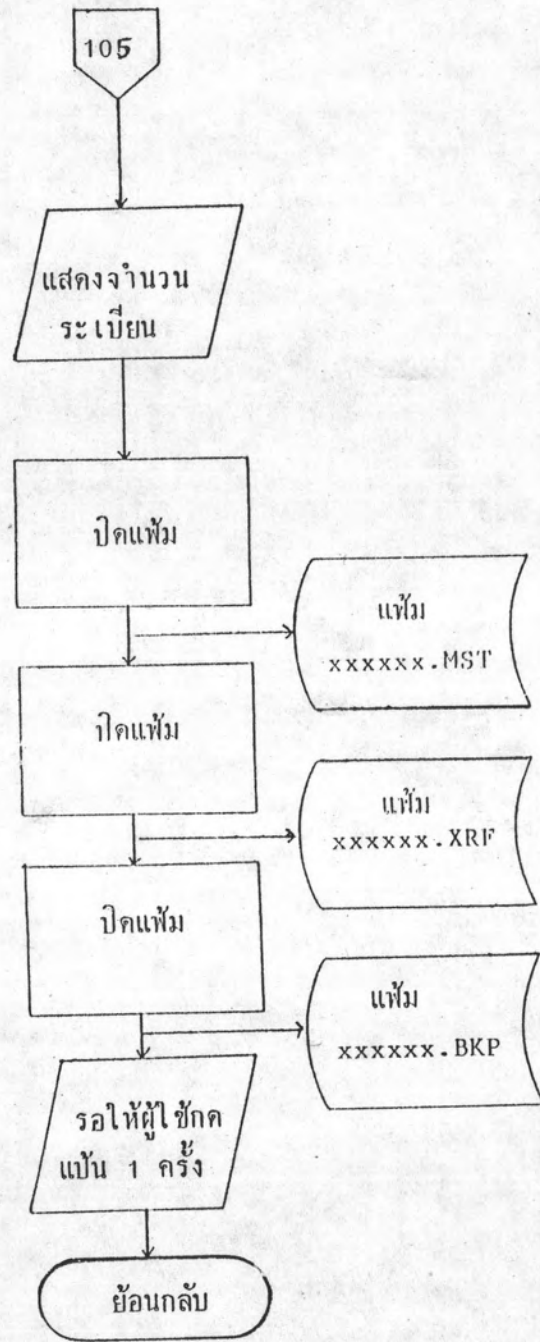 105
แสดงจำนวน
ระเบียน
ปิดแฟ้ม
แฟ้ม
xxxxxx.MST
ปิดแฟ้ม
แฟ้ม
xxxxxx.XRF
ปิดแฟ้ม
แฟ้ม
xxxxxx.BKP
รอให้ผู้ใช้กด
แป้น 1 ครั้ง
ย้อนกลับ